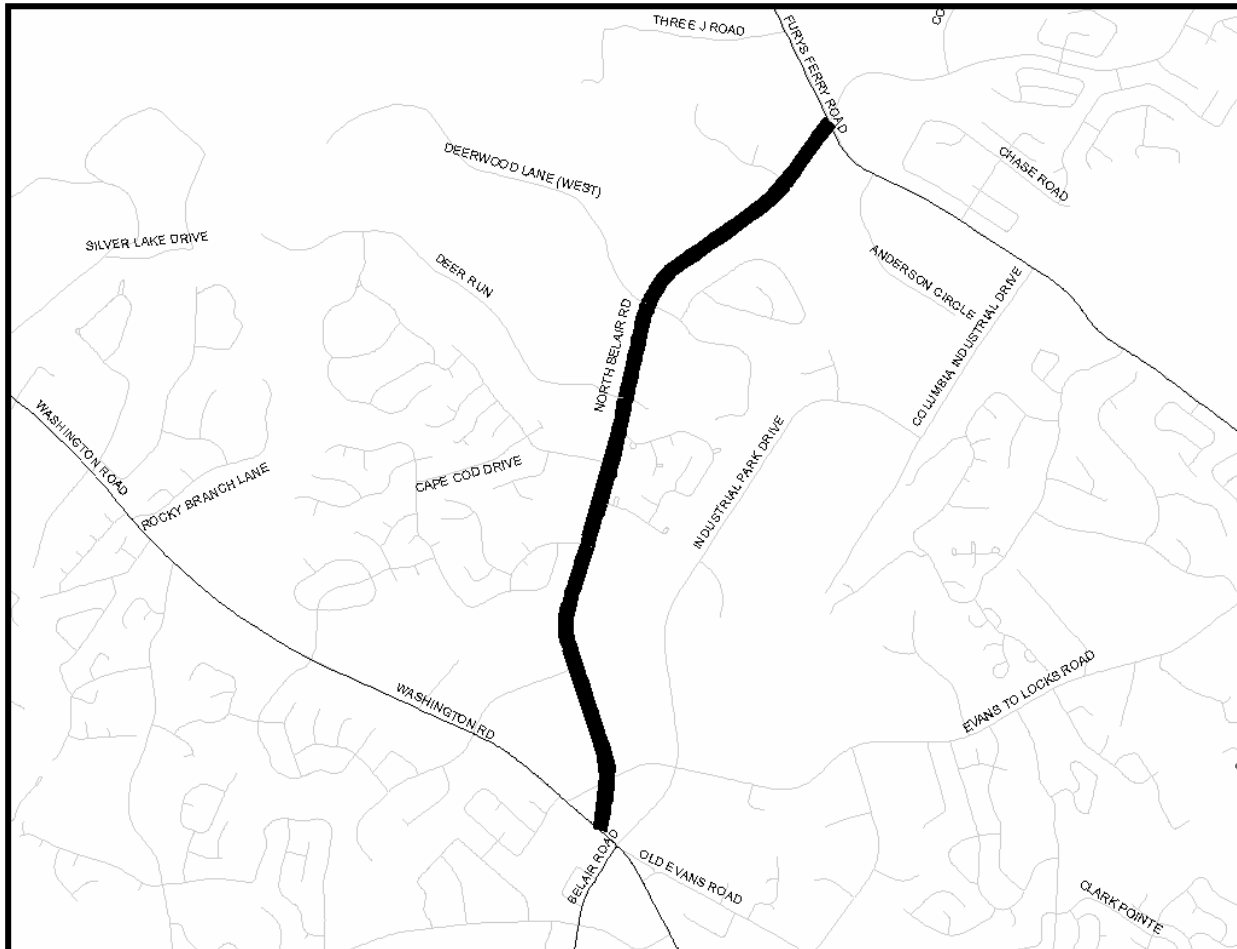 THREE J ROAD
FURYS FERRY ROAD
DEERWOOD LANE (WEST)
CHASE ROAD
SILVER LAKE DRIVE
DEER RUN
ANDERSON CIRCLE
NORTH BELAIR RD
COLUMBIA INDUSTRIAL DRIVE
WASHINGTON ROAD
ROCKY BRANCH LANE
CAPE COD DRIVE
INDUSTRIAL PARK DRIVE
WASHINGTON RD
EVANS TO LOCKS ROAD
BELAIR ROAD
OLD EVANS ROAD
CLARK POINTE